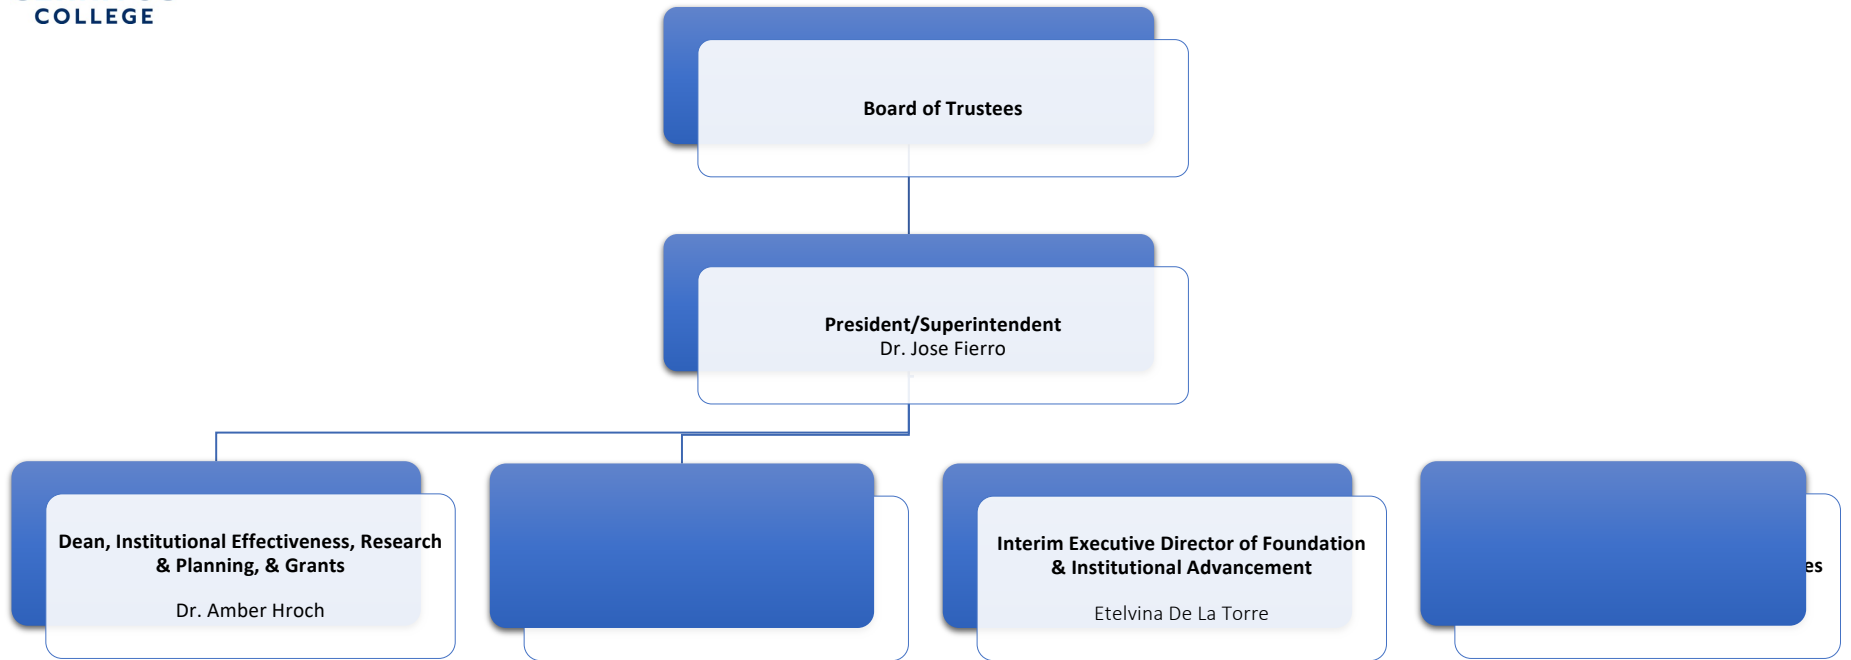 COLLEGE
Board of Trustees
President/Superintendent
Dr. Jose Fierro
Dean, Institutional Effectiveness, Research
& Planning, & Grants
Dr. Amber Hroch
Interim Executive Director of Foundation
& Institutional Advancement
Etelvina De La Torre
es